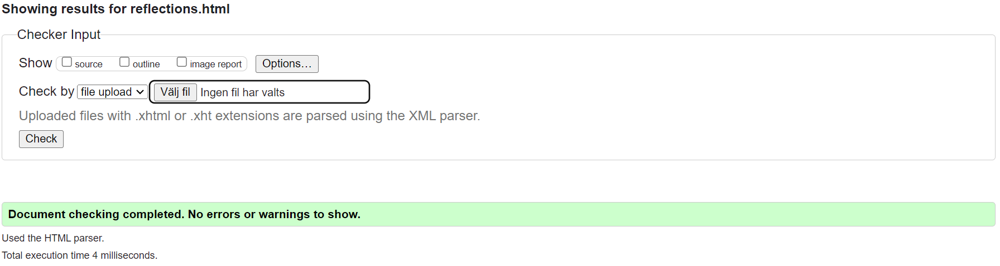 Showing results for reflections.html
Checker Input
Show source outline image report Options...
Check by file upload Välj fil Ingen fil har valts
Uploaded files with .xhtml or .xht extensions are parsed using the XML parser.
Check
Document checking completed. No errors or warnings to show.
Used the HTML parser.
Total execution time 4 milliseconds.